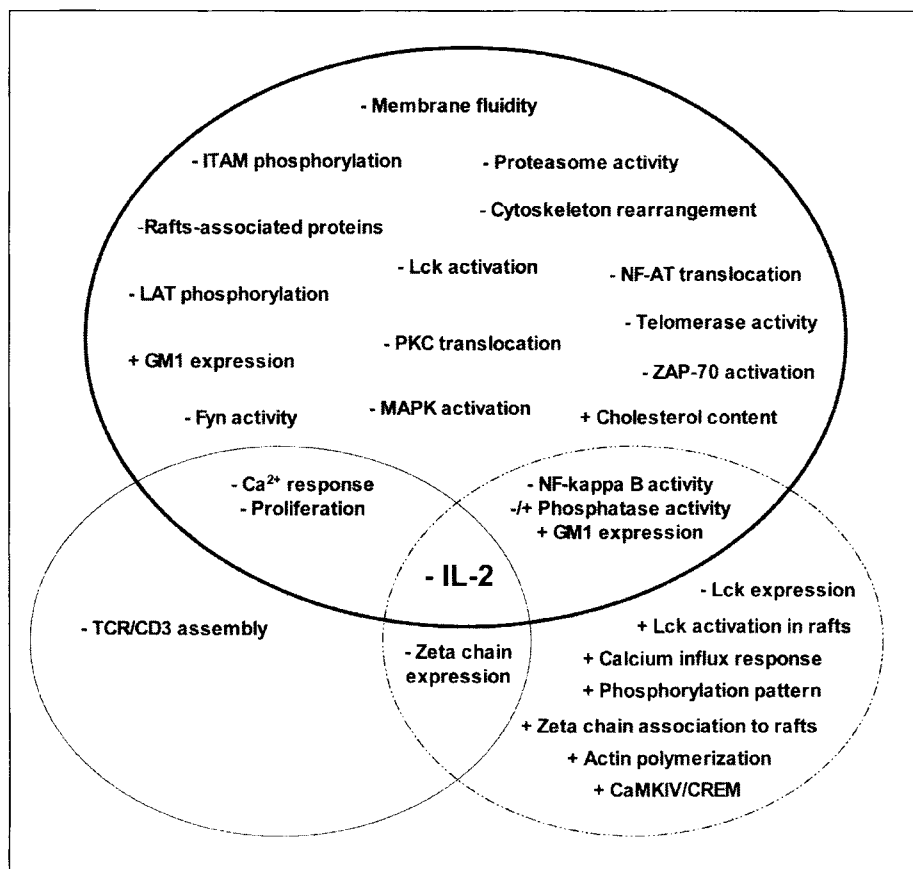 - Membrane fluidity
- ITAM phosphorylation
- Proteasome activity
- Cytoskeleton rearrangement
-Rafts-associated proteins
- Lck activation
- NF-AT translocation
- LAT phosphorylation
- Telomerase activity
- PKC translocation
+ GM1 expression
- ZAP-70 activation
- MAPK activation
- Fyn activity
+ Cholesterol content
- Ca²⁺ response
- Proliferation
- NF-kappa B activity
-/+ Phosphatase activity
+ GM1 expression
- IL-2
- Lck expression
- TCR/CD3 assembly
+ Lck activation in rafts
- Zeta chain
expression
+ Calcium influx response
+ Phosphorylation pattern
+ Zeta chain association to rafts
+ Actin polymerization
+ CaMKIV/CREM